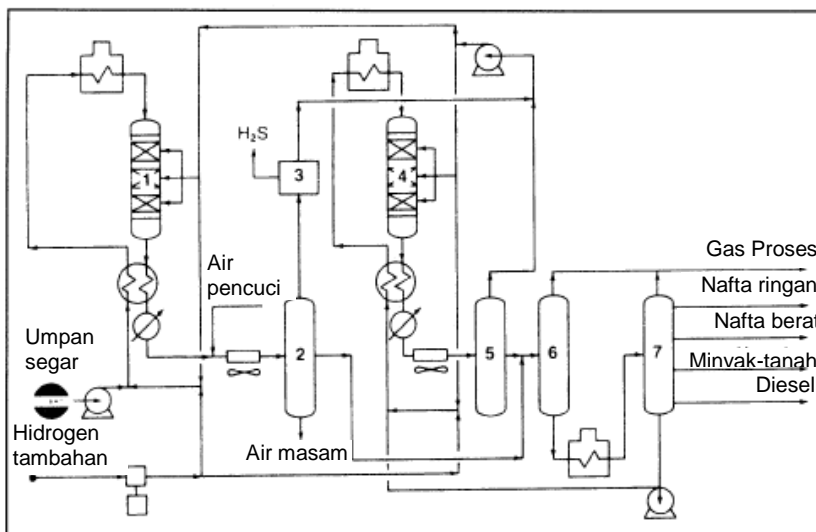 H₂S
1
3
4
Air
pencuci
Umpan
segar
Hidrogen
tambahan
2
Air masam
5
6
7
Gas Proses
Nafta ringan
Nafta berat
Minyak-tanah
Diesel